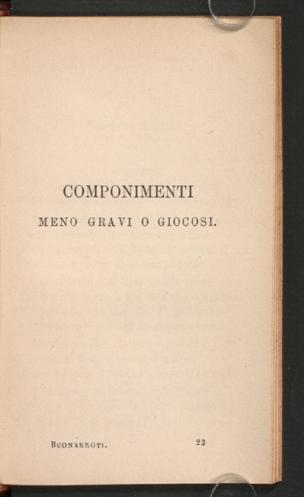 COMPONIMENTI
MENO GRAVI O GIOCOSI.
BUONARROTI. 23